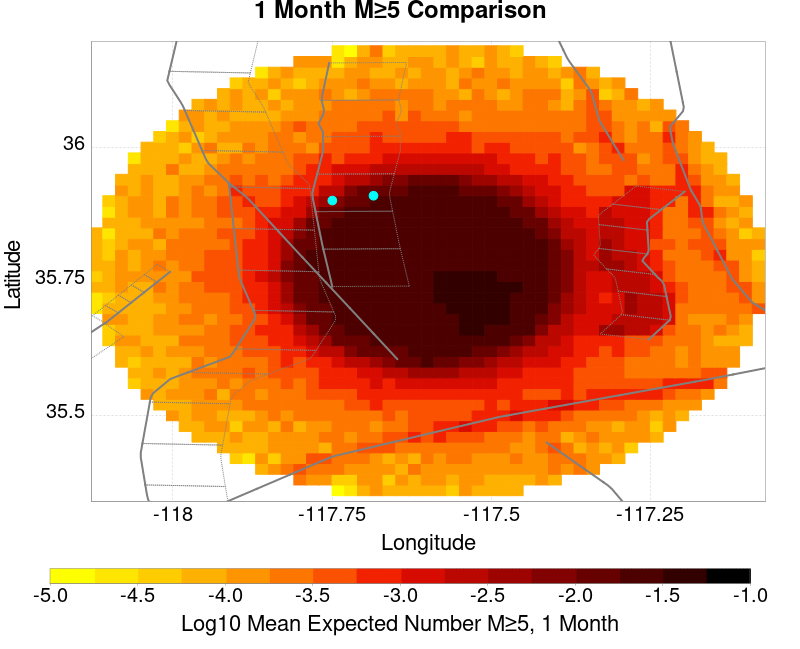 1 Month M≥5 Comparison
Latitude
36
35.75
35.5
-118 -117.75 -117.5 -117.25
Longitude
-5.0 -4.5 -4.0 -3.5 -3.0 -2.5 -2.0 -1.5 -1.0
Log10 Mean Expected Number M≥5, 1 Month